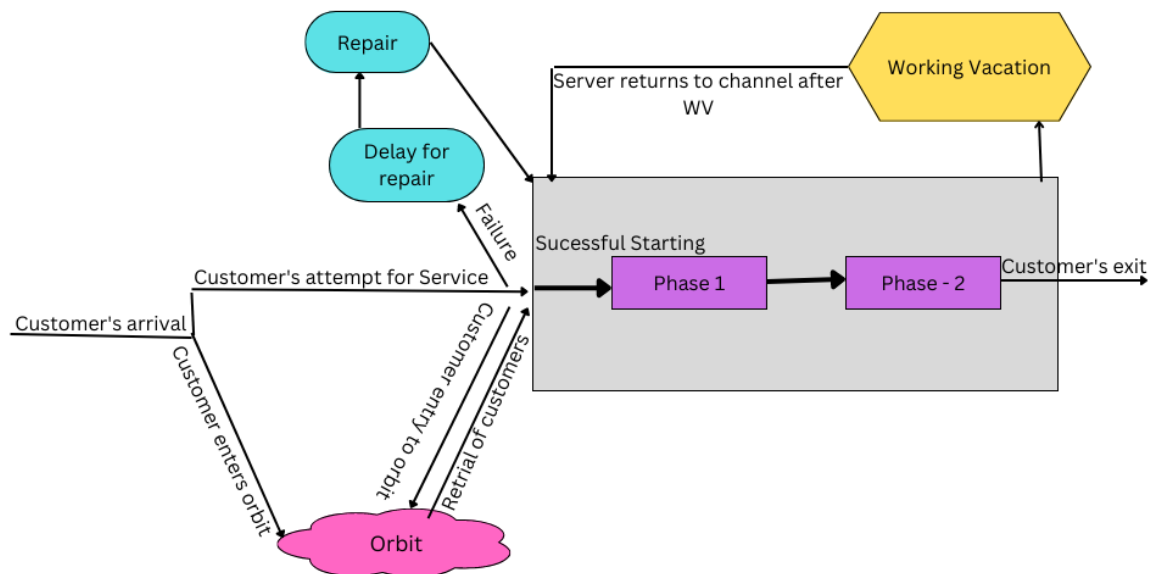 Repair
Working Vacation
Server returns to channel after
WV
Delay for
repair
Failure
Sucessful Starting
Customer's attempt for Service
Phase 1
Phase - 2
Customer's exit
Customer's arrival
Customer enters orbit
Customer entry to orbit
Retrial of customers
Orbit